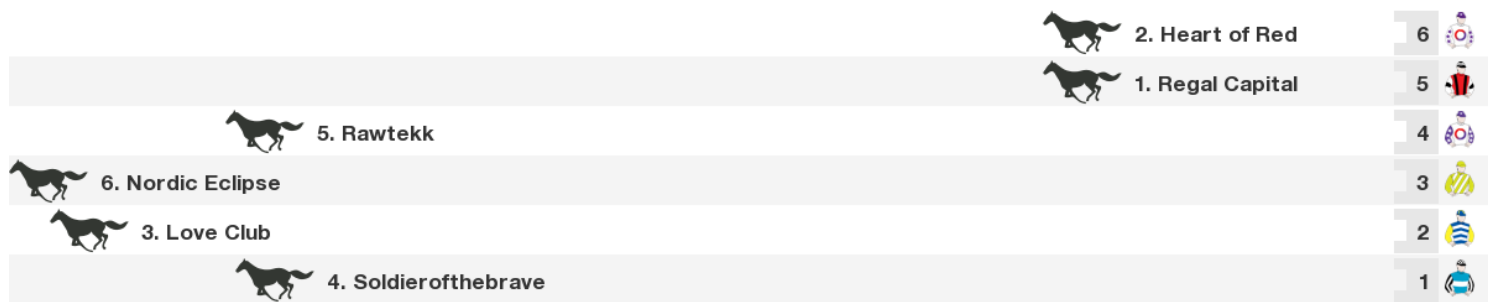 2. Heart of Red 6
1. Regal Capital 5
5. Rawtekk 4
6. Nordic Eclipse 3
3. Love Club 2
4. Soldierofthebrave 1